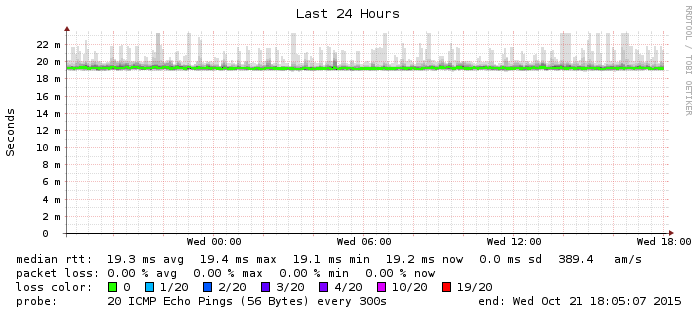 Last 24 Hours
RRDTOOL / TOBI OETIKER
Seconds
22 m
20 m
18 m
16 m
14 m
12 m
10 m
8 m
6 m
4 m
2 m
0
Wed 00:00 Wed 06:00 Wed 12:00 Wed 18:00
median rtt: 19.3 ms avg 19.4 ms max 19.1 ms min 19.2 ms now 0.0 ms sd 389.4 am/s
packet loss: 0.00 % avg 0.00 % max 0.00 % min 0.00 % now
loss color: 0 1/20 2/20 3/20 4/20 10/20 19/20
probe: 20 ICMP Echo Pings (56 Bytes) every 300s end: Wed Oct 21 18:05:07 2015